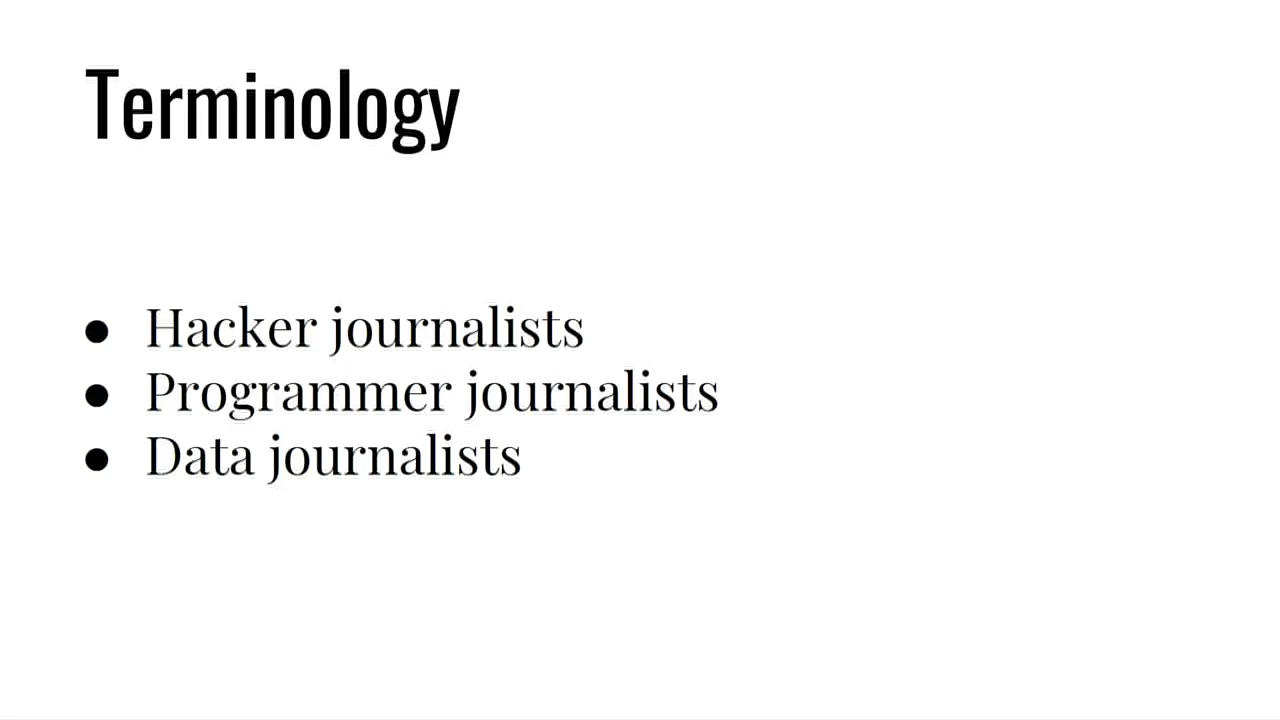 Terminology
● Hacker journalists
● Programmer journalists
● Data journalists